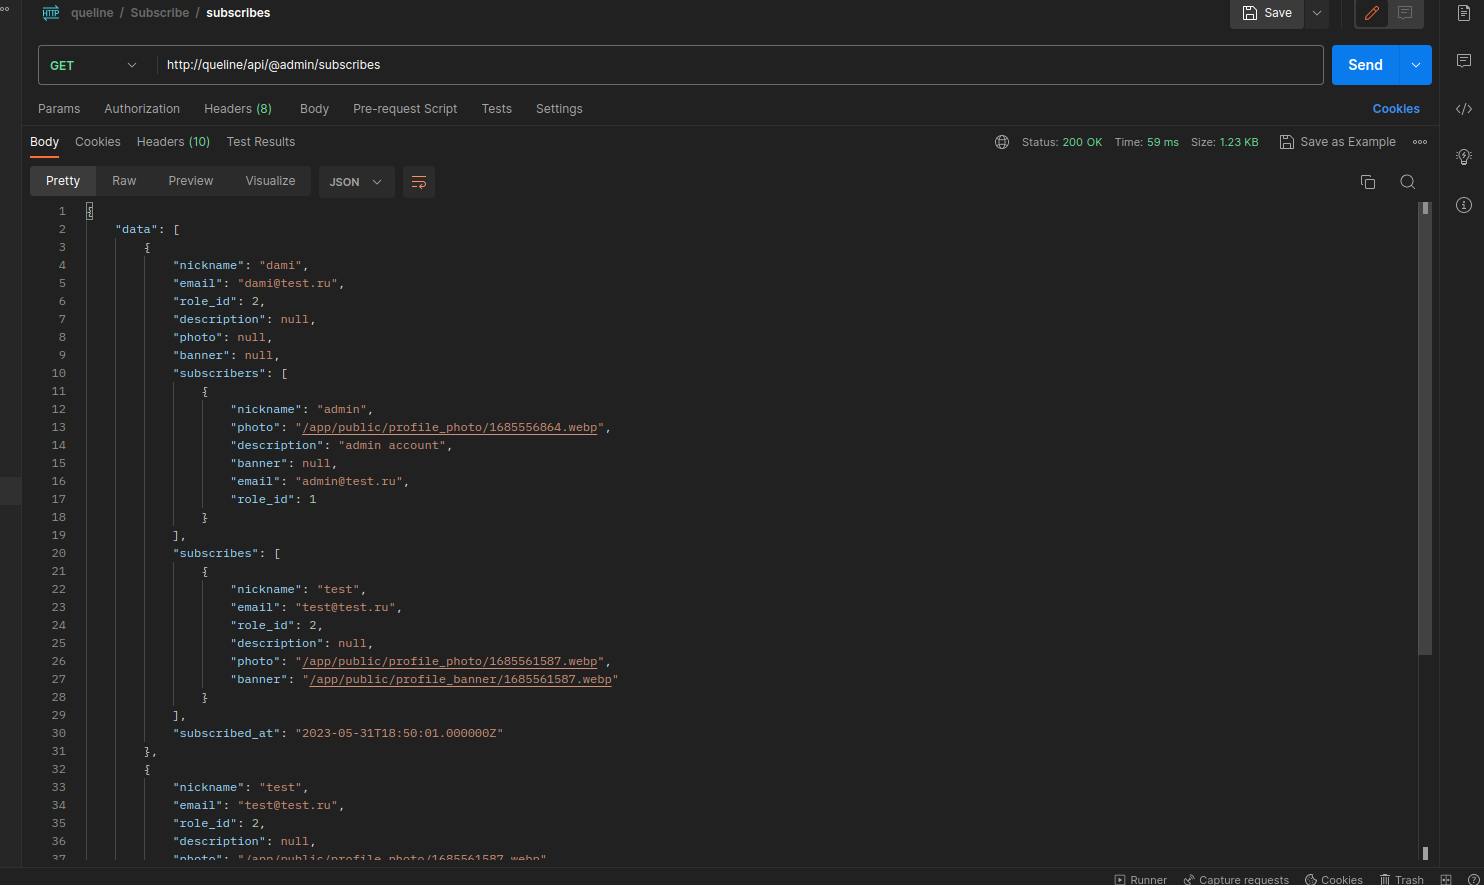 HTTP queline / Subscribe / subscribes Save
GET http://queline/api/@admin/subscribes Send
Params Authorization Headers (8) Body Pre-request Script Tests Settings Cookies
Body Cookies Headers (10) Test Results Status: 200 OK Time: 59 ms Size: 1.23 KB Save as Example
Pretty Raw Preview Visualize JSON
1 {
2 "data": [
3 {
4 "nickname": "dami",
5 "email": "dami@test.ru",
6 "role_id": 2,
7 "description": null,
8 "photo": null,
9 "banner": null,
10 "subscribers": [
11 {
12 "nickname": "admin",
13 "photo": "/app/public/profile_photo/1685556864.webp",
14 "description": "admin account",
15 "banner": null,
16 "email": "admin@test.ru",
17 "role_id": 1
18 }
19 ],
20 "subscribes": [
21 {
22 "nickname": "test",
23 "email": "test@test.ru",
24 "role_id": 2,
25 "description": null,
26 "photo": "/app/public/profile_photo/1685561587.webp",
27 "banner": "/app/public/profile_banner/1685561587.webp"
28 }
29 ],
30 "subscribed_at": "2023-05-31T18:50:01.000000Z"
31 },
32 {
33 "nickname": "test",
34 "email": "test@test.ru",
35 "role_id": 2,
36 "description": null,
37 "photo": "/app/public/profile_photo/1685561587.webp"
Runner Capture requests Cookies Trash